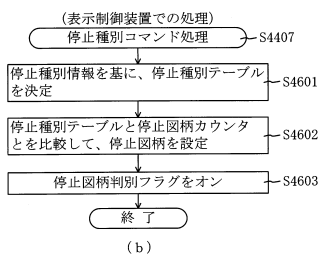 (表示制御装置での処理)
停止種別コマンド処理
S4407
停止種別情報を基に、停止種別テーブル
を決定
S4601
停止種別テーブルと停止図柄カウンタ
とを比較して、停止図柄を設定
S4602
停止図柄判別フラグをオン
S4603
終了
(b)